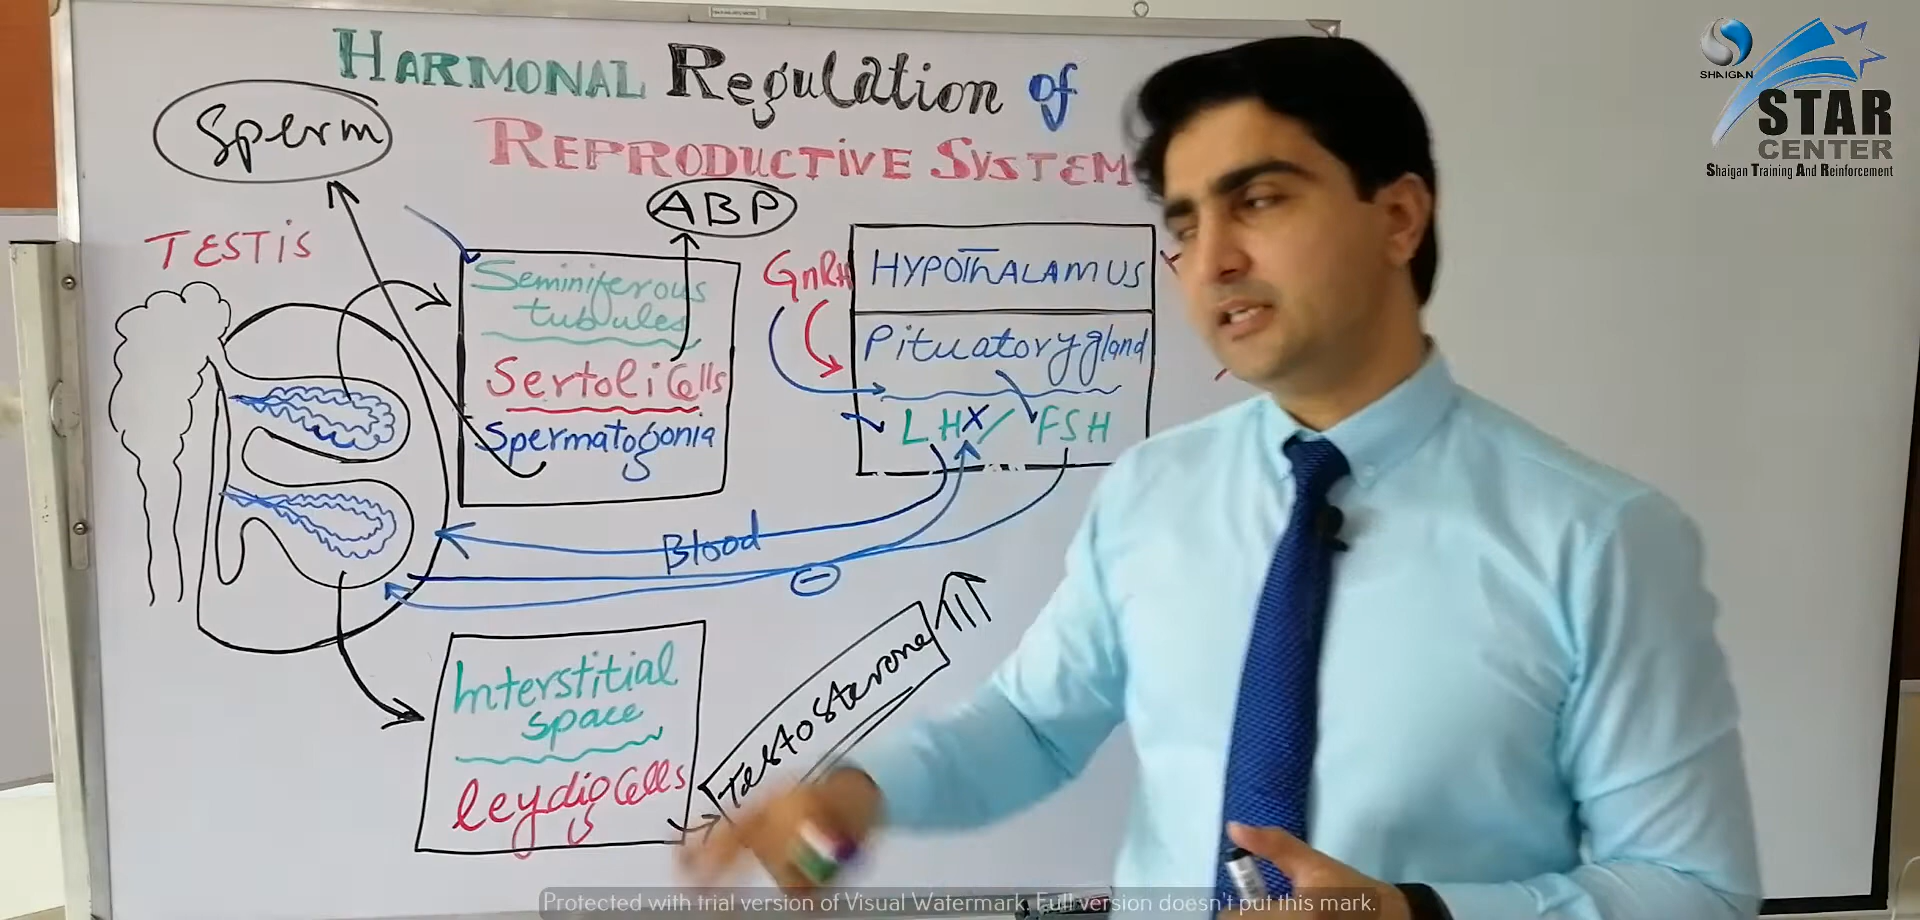 HARMONAL Regulation of
REPRODUCTIVE SYSTEM
Sperm
ABP
TESTIS
Seminiferous
tubules
Sertoli Cells
Spermatogonia
GnRH
HYPOTHALAMUS
Pituatory gland
LHX/ FSH
Blood
Interstitial
space
leydig Cells
Testosterone
SHAIGAN
STAR
CENTER
Shaigan Training And Reinforcement
Protected with trial version of Visual Watermark. Full version doesn't put this mark.